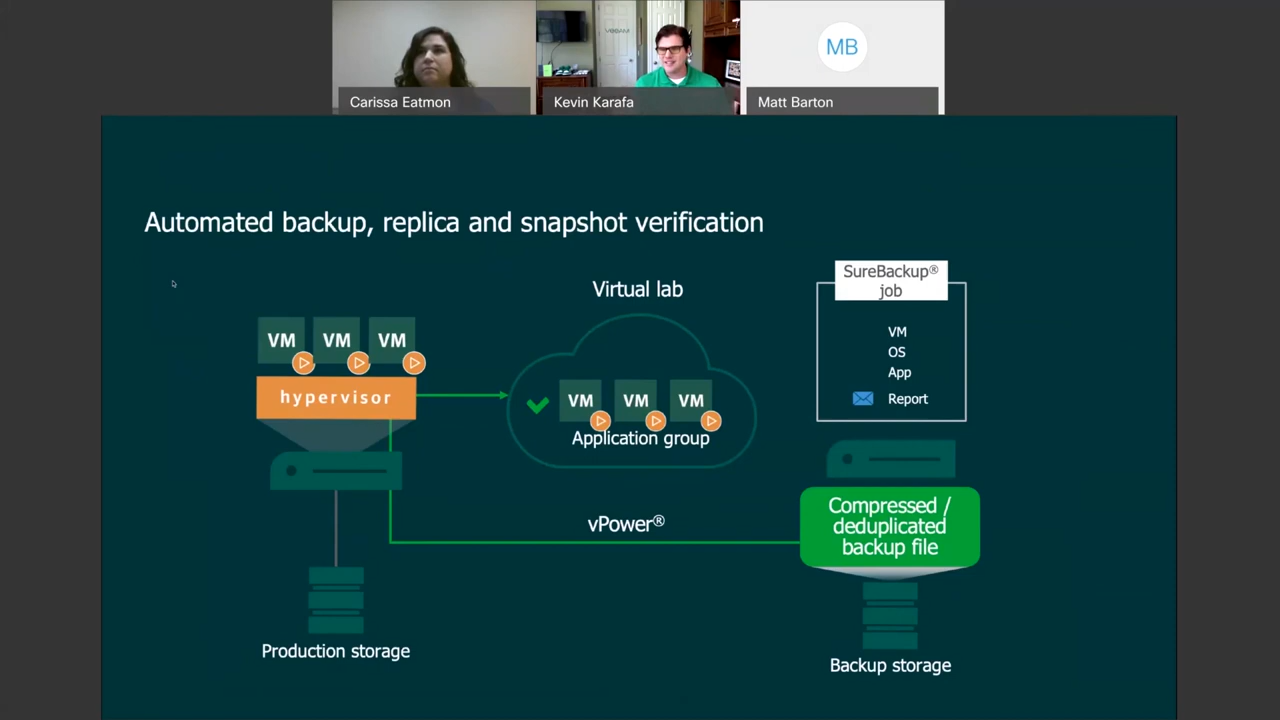 VEEAM
MB
Carissa Eatmon
Kevin Karafa
Matt Barton
Automated backup, replica and snapshot verification
SureBackup®
job
Virtual lab
VM VM VM
VM
OS
App
Report
hypervisor
VM VM VM
Application group
Compressed /
deduplicated
backup file
vPower®
Production storage
Backup storage